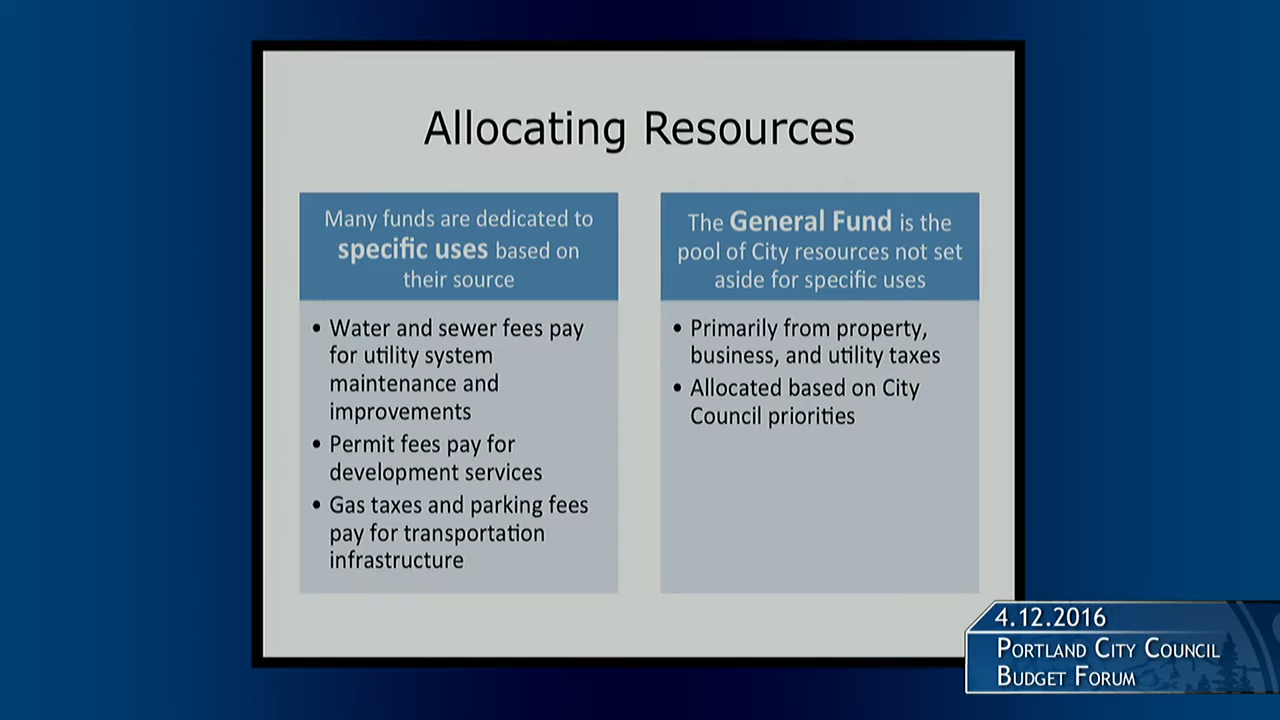 Allocating Resources
Many funds are dedicated to
specific uses based on
their source
• Water and sewer fees pay
for utility system
maintenance and
improvements
• Permit fees pay for
development services
• Gas taxes and parking fees
pay for transportation
infrastructure
The General Fund is the
pool of City resources not set
aside for specific uses
• Primarily from property,
business, and utility taxes
• Allocated based on City
Council priorities
4.12.2016
Portland City Council
Budget Forum